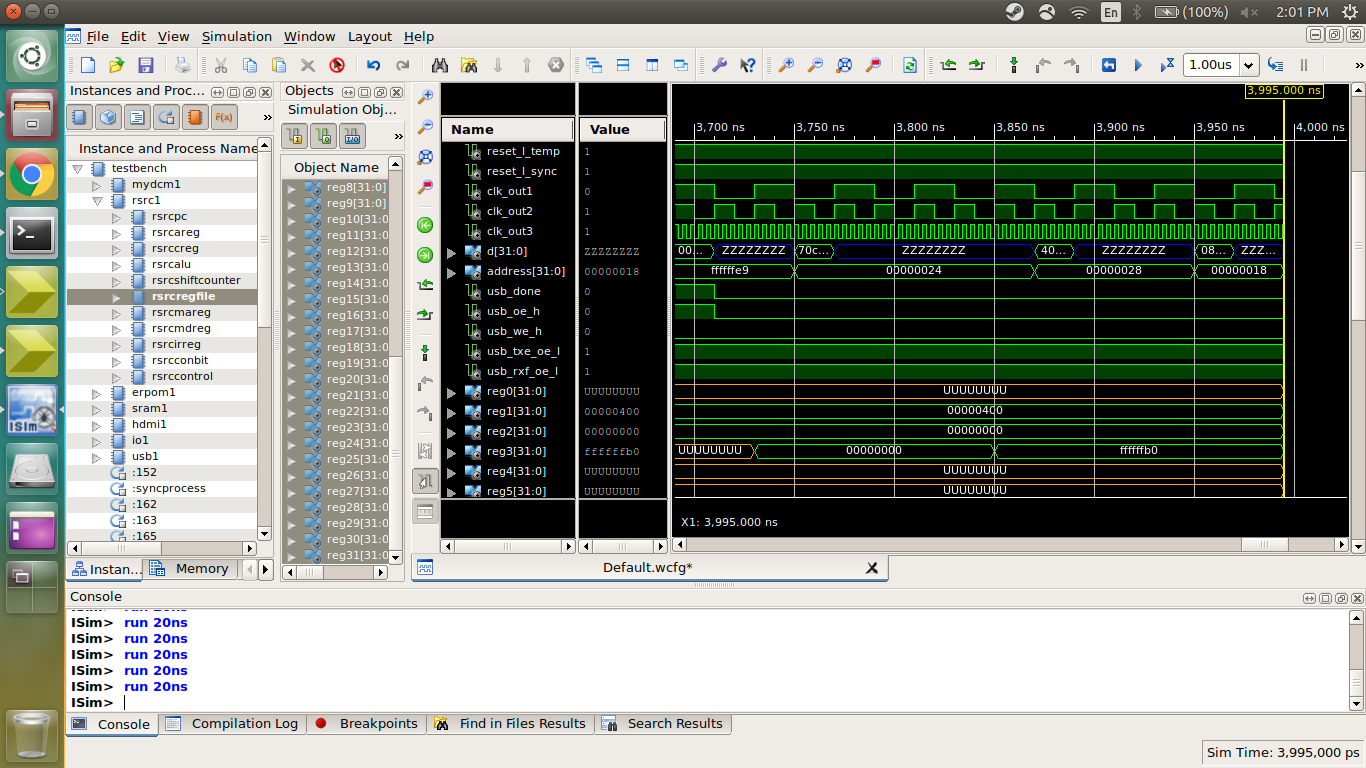 En (100%) 2:01 PM
File Edit View Simulation Window Layout Help
1.00us
Instances and Proc...
Instance and Process Name
testbench
mydcm1
rsrc1
rsrcpc
rsrcareg
rsrccreg
rsrcalu
rsrcshiftcounter
rsrcregfile
rsrcmareg
rsrcmdreg
rsrcirreg
rsrcconbit
rsrccontrol
erpom1
sram1
hdmi1
io1
usb1
:152
:syncprocess
:162
:163
:165
Instan... Memory
Objects
Simulation Obj...
Object Name
reg8[31:0]
reg9[31:0]
reg10[31:0
reg11[31:0
reg12[31:0
reg13[31:0
reg14[31:0
reg15[31:0
reg16[31:0
reg17[31:0
reg18[31:0
reg19[31:0
reg20[31:0
reg21[31:0
reg22[31:0
reg23[31:0
reg24[31:0
reg25[31:0
reg26[31:0
reg27[31:0
reg28[31:0
reg29[31:0
reg30[31:0
reg31[31:0
Name Value
reset_l_temp 1
reset_l_sync 1
clk_out1 0
clk_out2 1
clk_out3 1
d[31:0] ZZZZZZZZ
address[31:0] 00000018
usb_done 0
usb_oe_h 0
usb_we_h 0
usb_txe_oe_l 1
usb_rxf_oe_l 1
reg0[31:0] UUUUUUUU
reg1[31:0] 00000400
reg2[31:0] 00000000
reg3[31:0] ffffffb0
reg4[31:0] UUUUUUUU
reg5[31:0] UUUUUUUU
3,995.000 ns
3,700 ns 3,750 ns 3,800 ns 3,850 ns 3,900 ns 3,950 ns 4,000 ns
00... ZZZZZZZZ 70c... ZZZZZZZZ 40... ZZZZZZZZ 08... ZZZ...
ffffffe9 00000024 00000028 00000018
UUUUUUUU
00000400
00000000
UUUUUUUU 00000000 ffffffb0
UUUUUUUU
UUUUUUUU
X1: 3,995.000 ns
Default.wcfg*
Console
ISim> run 20ns
ISim> run 20ns
ISim> run 20ns
ISim> run 20ns
ISim> run 20ns
ISim> run 20ns
ISim>
Console Compilation Log Breakpoints Find in Files Results Search Results
Sim Time: 3,995,000 ps
ISim